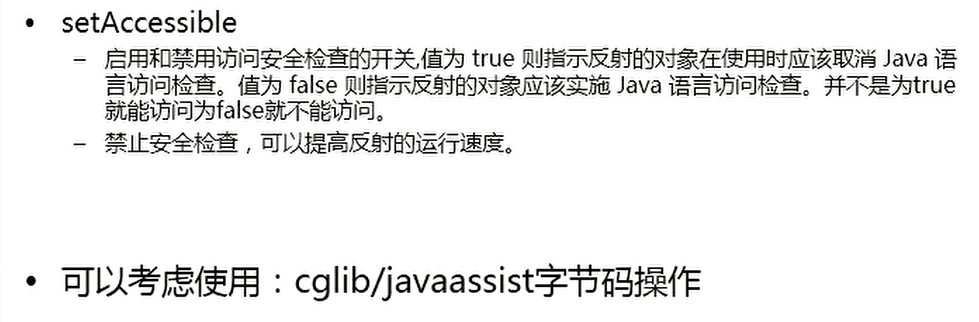 • setAccessible
– 启用和禁用访问安全检查的开关,值为 true 则指示反射的对象在使用时应该取消 Java 语
言访问检查。值为 false 则指示反射的对象应该实施 Java 语言访问检查。并不是为true
就能访问为false就不能访问。
– 禁止安全检查，可以提高反射的运行速度。
• 可以考虑使用：cglib/javaassist字节码操作